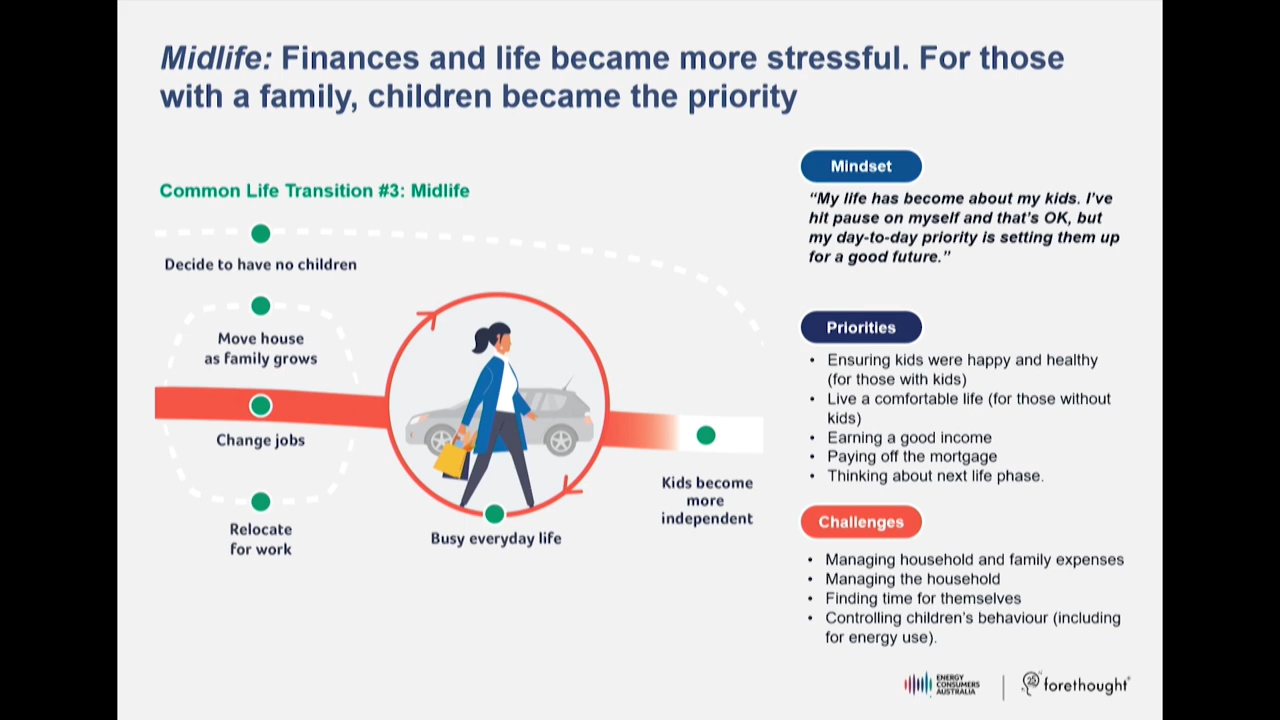 Midlife: Finances and life became more stressful. For those
with a family, children became the priority
Common Life Transition #3: Midlife
Decide to have no children
Move house
as family grows
Change jobs
Relocate
for work
Busy everyday life
Kids become
more
independent
Mindset
“My life has become about my kids. I’ve
hit pause on myself and that’s OK, but
my day-to-day priority is setting them up
for a good future.”
Priorities
• Ensuring kids were happy and healthy
(for those with kids)
• Live a comfortable life (for those without
kids)
• Earning a good income
• Paying off the mortgage
• Thinking about next life phase.
Challenges
• Managing household and family expenses
• Managing the household
• Finding time for themselves
• Controlling children’s behaviour (including
for energy use).
ENERGY
CONSUMERS
AUSTRALIA
25
forethought